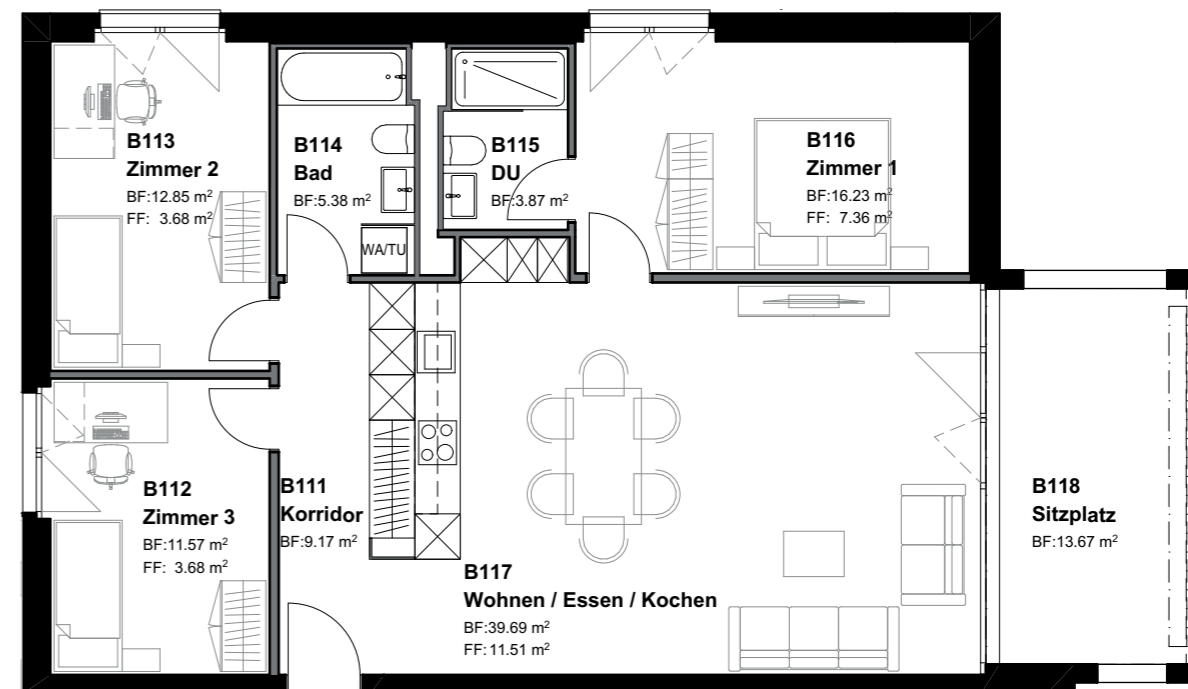 B113
Zimmer 2
BF:12.85 m²
FF: 3.68 m²
B114
Bad
BF:5.38 m²
WA/TU
B115
DU
BF:3.87 m²
B116
Zimmer 1
BF:16.23 m²
FF: 7.36 m²
B112
Zimmer 3
BF:11.57 m²
FF: 3.68 m²
B111
Korridor
BF:9.17 m²
B117
Wohnen / Essen / Kochen
BF:39.69 m²
FF: 11.51 m²
B118
Sitzplatz
BF:13.67 m²